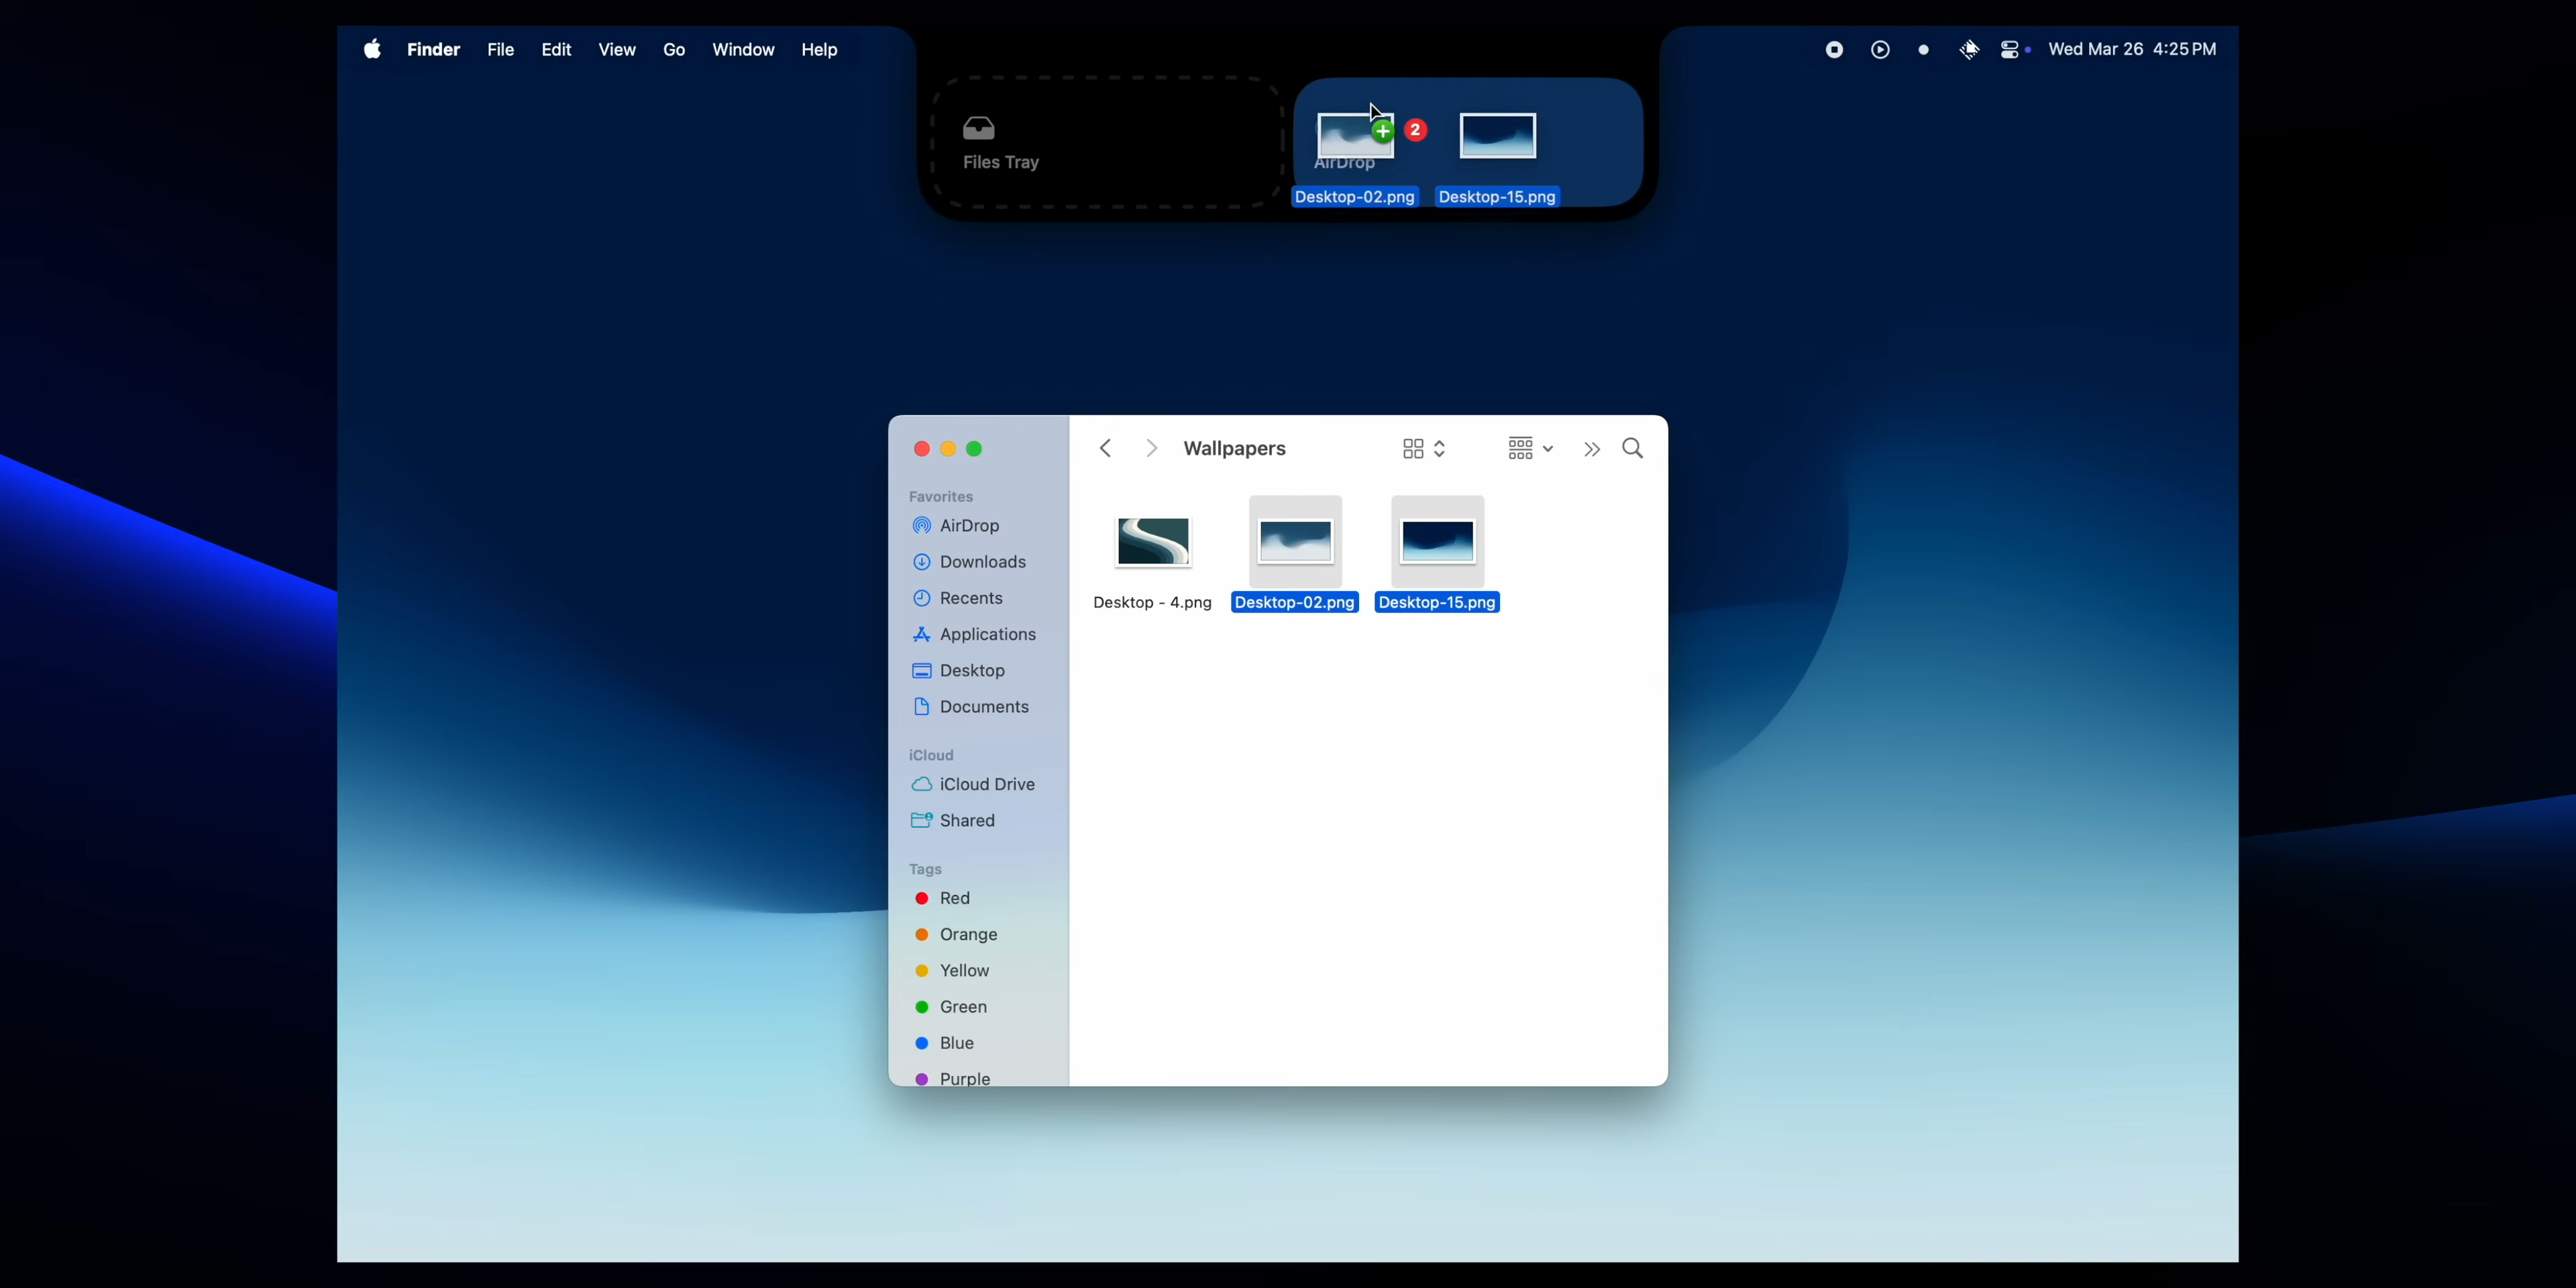 Finder File Edit View Go Window Help
Wed Mar 26 4:25 PM
2
Files Tray
AirDrop
Desktop-02.png
Desktop-15.png
Wallpapers
Favorites
AirDrop
Downloads
Recents
Applications
Desktop
Documents
iCloud
iCloud Drive
Shared
Tags
Red
Orange
Yellow
Green
Blue
Purple
Desktop - 4.png
Desktop-02.png
Desktop-15.png